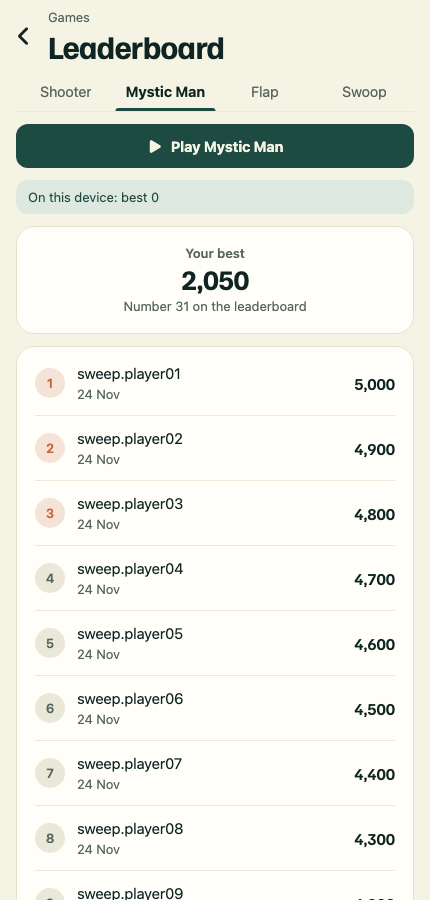 Games
Leaderboard
Shooter
Mystic Man
Flap
Swoop
Play Mystic Man
On this device: best 0
Your best
2,050
Number 31 on the leaderboard
1
sweep.player01
24 Nov
5,000
2
sweep.player02
24 Nov
4,900
3
sweep.player03
24 Nov
4,800
4
sweep.player04
24 Nov
4,700
5
sweep.player05
24 Nov
4,600
6
sweep.player06
24 Nov
4,500
7
sweep.player07
24 Nov
4,400
8
sweep.player08
24 Nov
4,300
sweep.player09